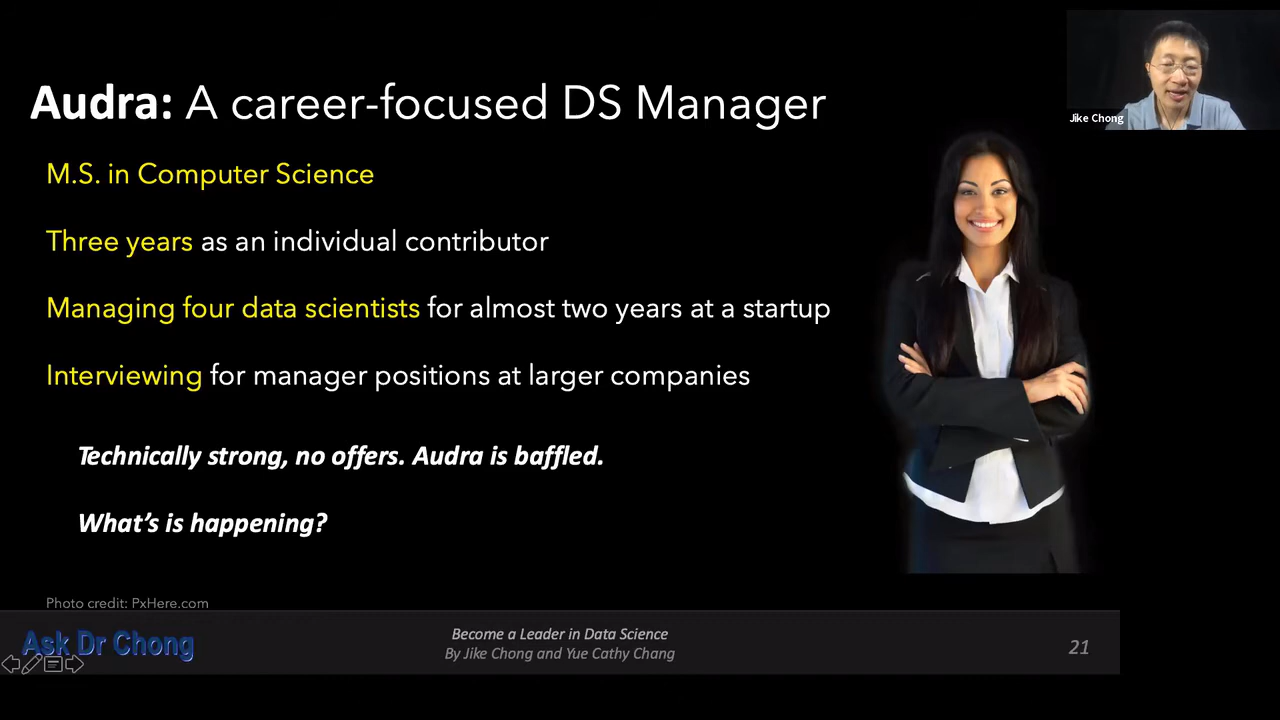 Audra: A career-focused DS Manager
Jike Chong
M.S. in Computer Science
Three years as an individual contributor
Managing four data scientists for almost two years at a startup
Interviewing for manager positions at larger companies
Technically strong, no offers. Audra is baffled.
What's is happening?
Photo credit: PxHere.com
Ask Dr Chong
Become a Leader in Data Science
By Jike Chong and Yue Cathy Chang
21